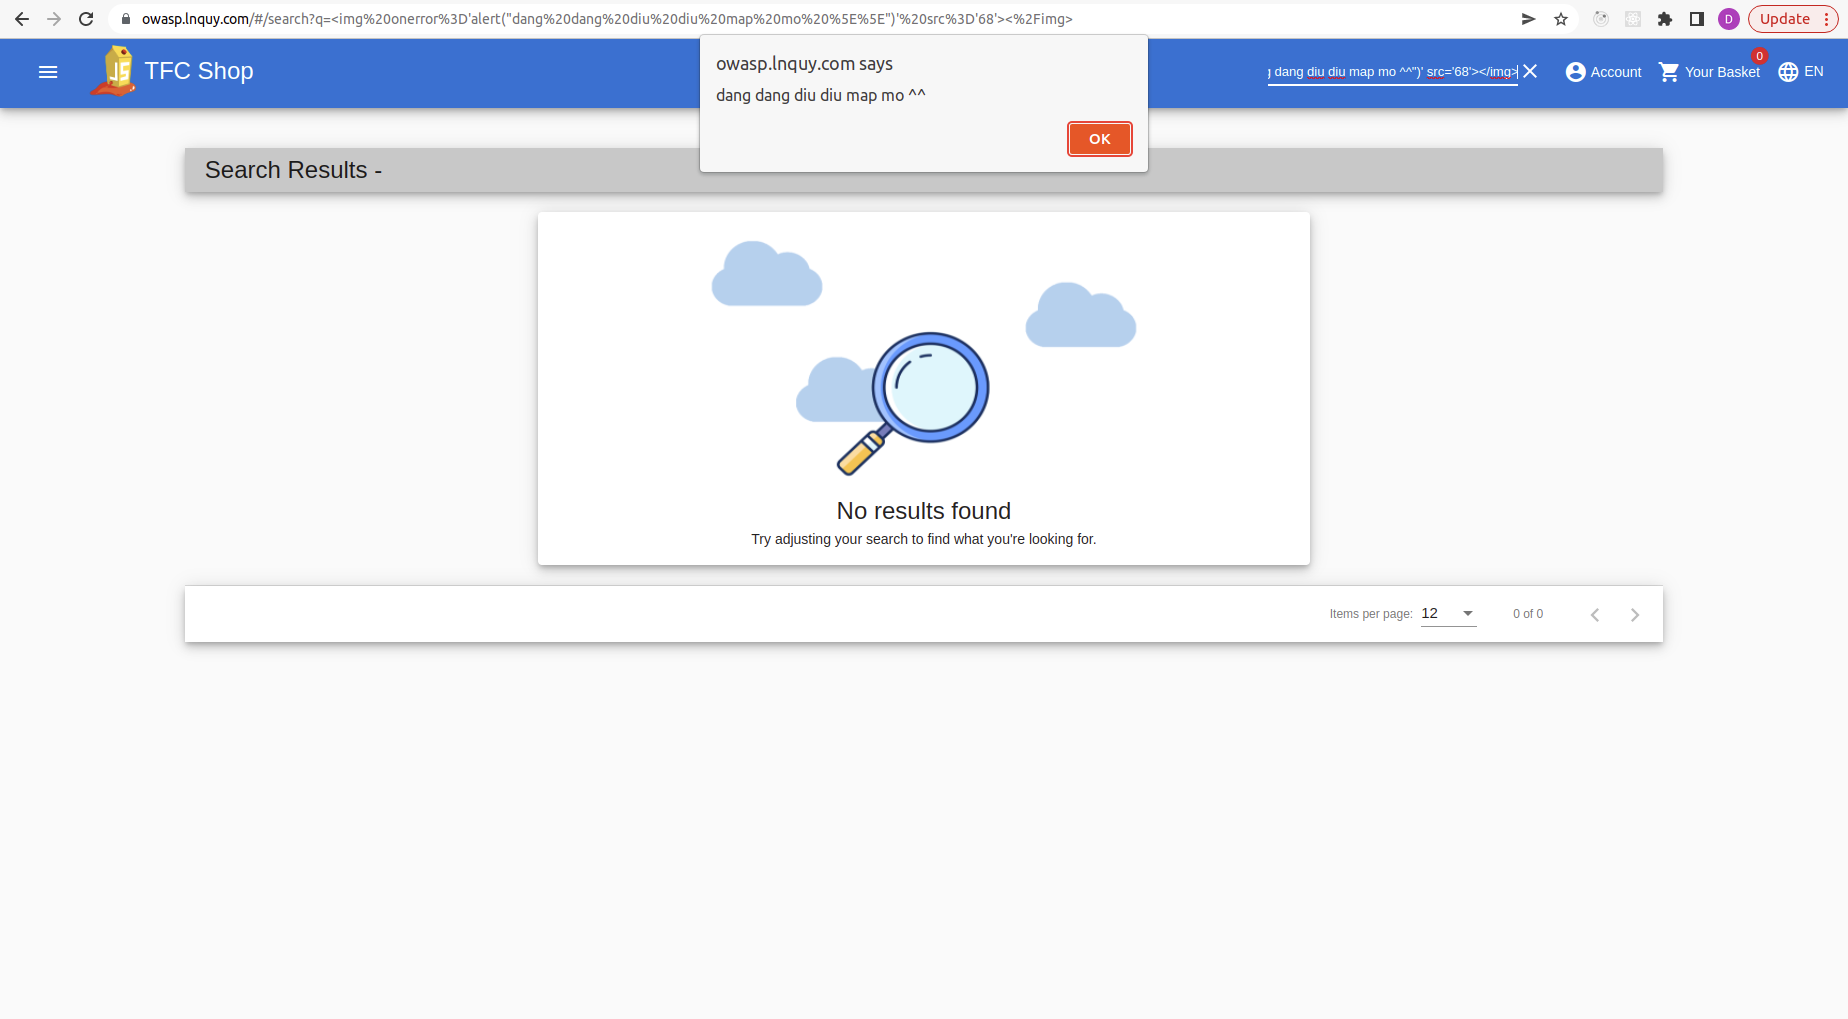 owasp.lnquy.com/#/search?q=<img%20onerror%3D'alert("dang%20dang%20diu%20diu%20map%20mo%20%5E%5E")'%20src%3D'68'><%2Fimg>
D
Update
owasp.lnquy.com says
dang dang diu diu map mo ^^
OK
JS
TFC Shop
g dang diu diu map mo ^^")' src='68'></img>
Account
0
Your Basket
EN
Search Results -
No results found
Try adjusting your search to find what you're looking for.
Items per page: 12
0 of 0